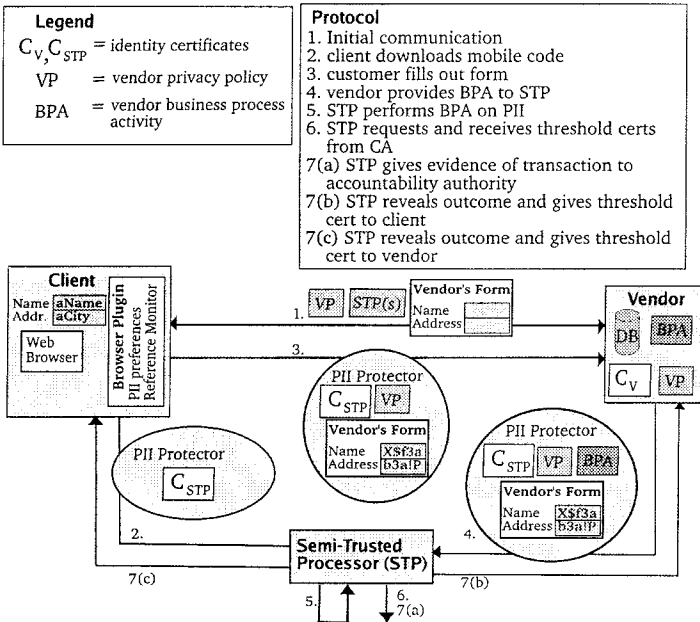 Legend
C_V, C_STP = identity certificates
VP = vendor privacy policy
BPA = vendor business process
activity
Protocol
1. Initial communication
2. client downloads mobile code
3. customer fills out form
4. vendor provides BPA to STP
5. STP performs BPA on PII
6. STP requests and receives threshold certs
from CA
7(a) STP gives evidence of transaction to
accountability authority
7(b) STP reveals outcome and gives threshold
cert to client
7(c) STP reveals outcome and gives threshold
cert to vendor
Client
Name aName
Addr. aCity
Web
Browser
Browser Plugin
PII preferences
Reference Monitor
1.
VP
STP(s)
Vendor's Form
Name
Address
Vendor
DB
BPA
C_V
VP
3.
PII Protector
C_STP
VP
Vendor's Form
Name X$f3a
Address b3a!P
PII Protector
C_STP
PII Protector
C_STP
VP
BPA
Vendor's Form
Name X$f3a
Address b3a!P
2.
4.
Semi-Trusted
Processor (STP)
7(c)
7(b)
5.
6.
7(a)